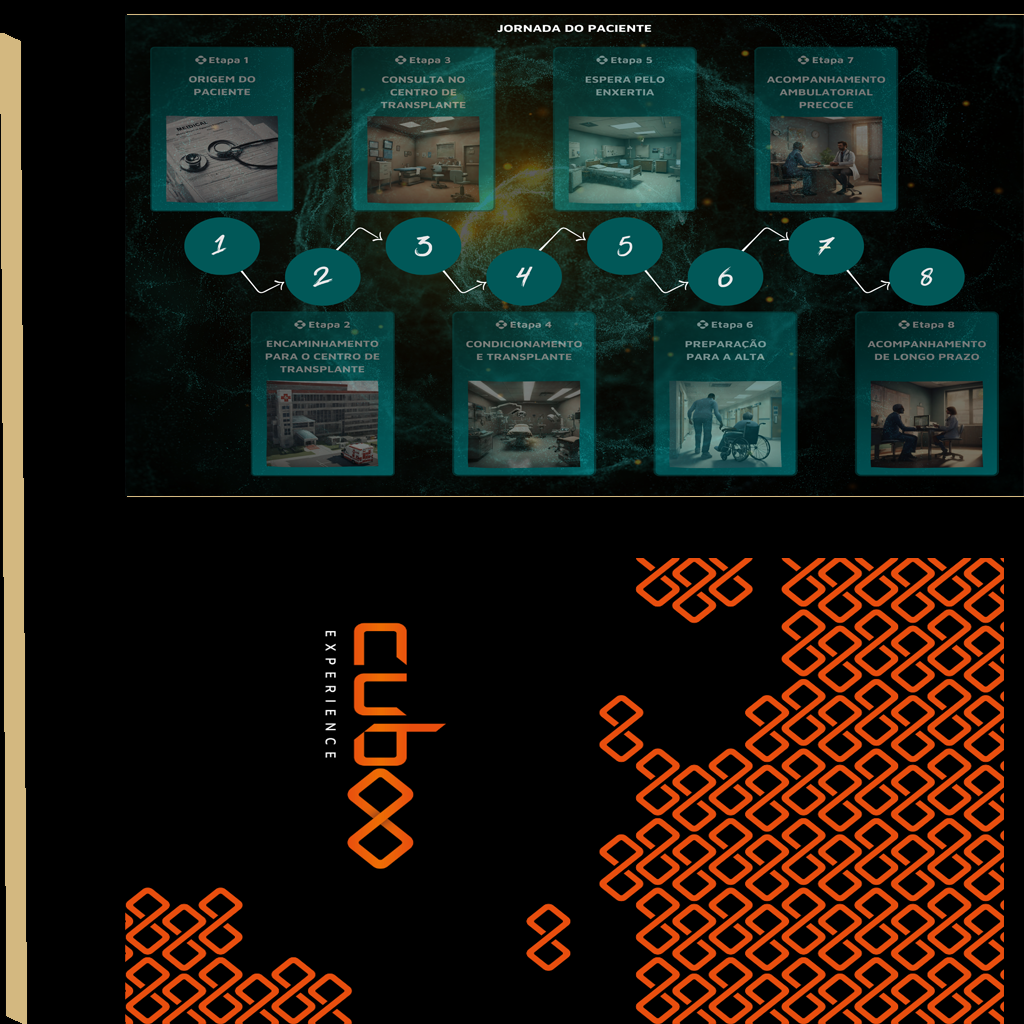 JORNADA DO PACIENTE
Etapa 1
ORIGEM DO
PACIENTE
MEDICAL
Etapa 3
CONSULTA NO
CENTRO DE
TRANSPLANTE
Etapa 5
ESPERA PELO
ENXERTIA
Etapa 7
ACOMPANHAMENTO
AMBULATORIAL
PRECOCE
1
2
3
4
5
6
7
8
Etapa 2
ENCAMINHAMENTO
PARA O CENTRO DE
TRANSPLANTE
Etapa 4
CONDICIONAMENTO
E TRANSPLANTE
Etapa 6
PREPARAÇÃO
PARA A ALTA
Etapa 8
ACOMPANHAMENTO
DE LONGO PRAZO
cubo
EXPERIENCE